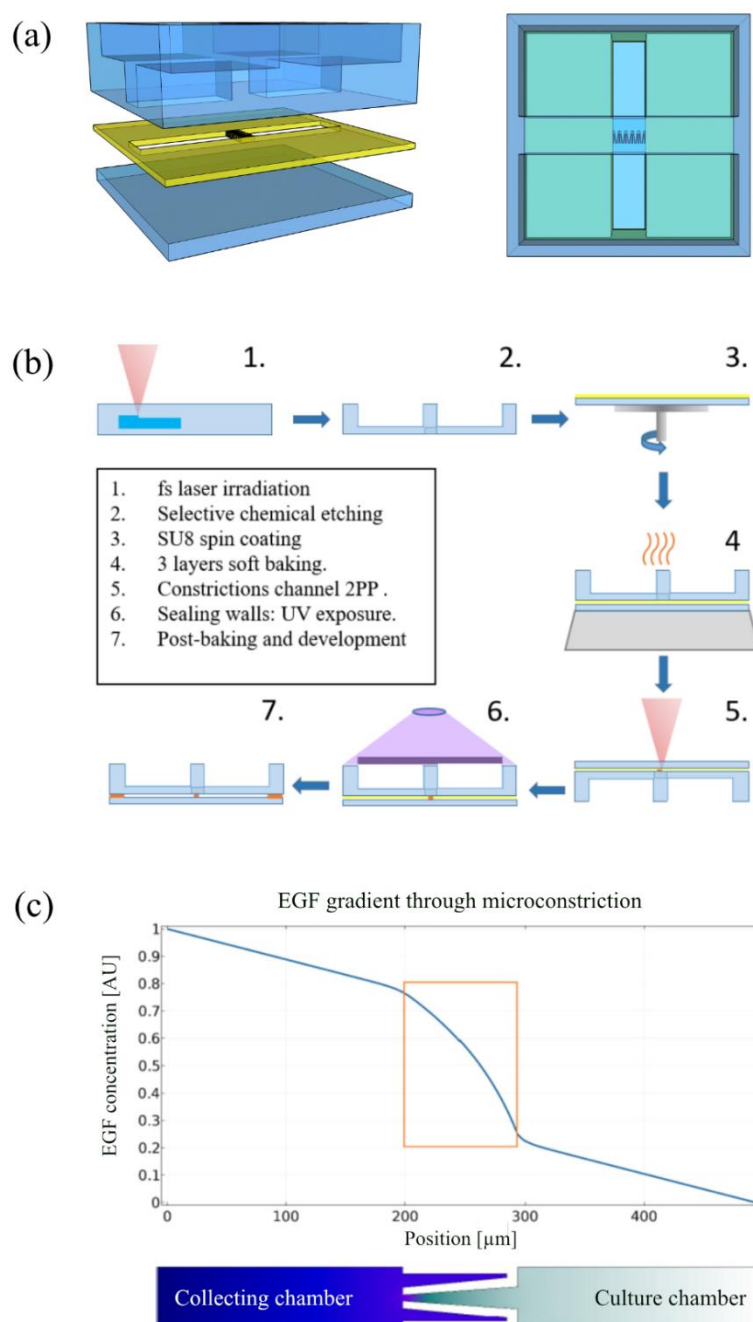 (a)
(b)
1.
2.
3.
1. fs laser irradiation
2. Selective chemical etching
3. SU8 spin coating
4. 3 layers soft baking.
5. Constrictions channel 2PP .
6. Sealing walls: UV exposure.
7. Post-baking and development
4
7.
6.
5.
(c)
EGF gradient through microconstriction
EGF concentration [AU]
1
0.9
0.8
0.7
0.6
0.5
0.4
0.3
0.2
0.1
0
0 100 200 300 400
Position [µm]
Collecting chamber Culture chamber